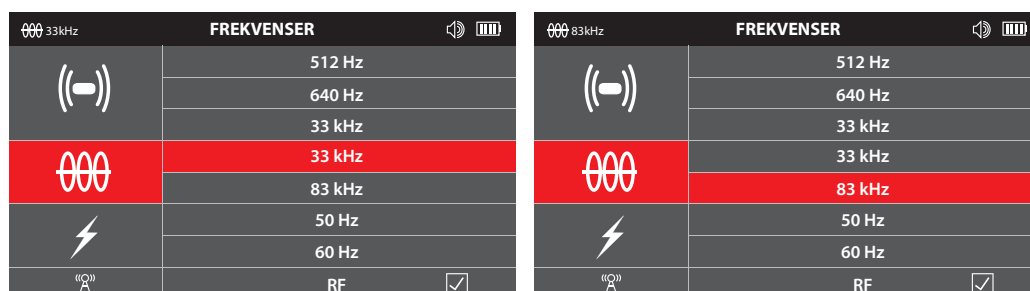 33kHz FREKVENSER
512 Hz
640 Hz
33 kHz
33 kHz
83 kHz
50 Hz
60 Hz
RF
83kHz FREKVENSER
512 Hz
640 Hz
33 kHz
33 kHz
83 kHz
50 Hz
60 Hz
RF